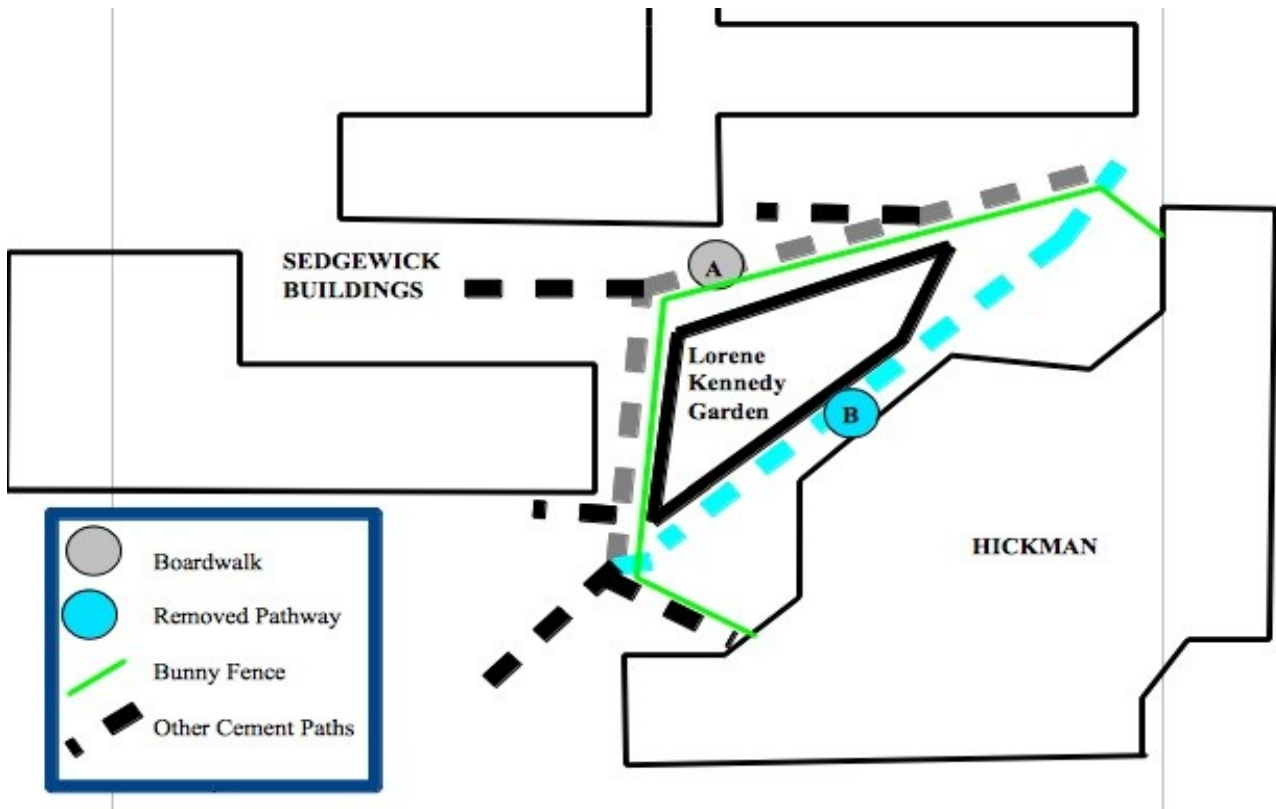 SEDGEWICK
BUILDINGS
A
Lorene
Kennedy
Garden
B
HICKMAN
Boardwalk
Removed Pathway
Bunny Fence
Other Cement Paths